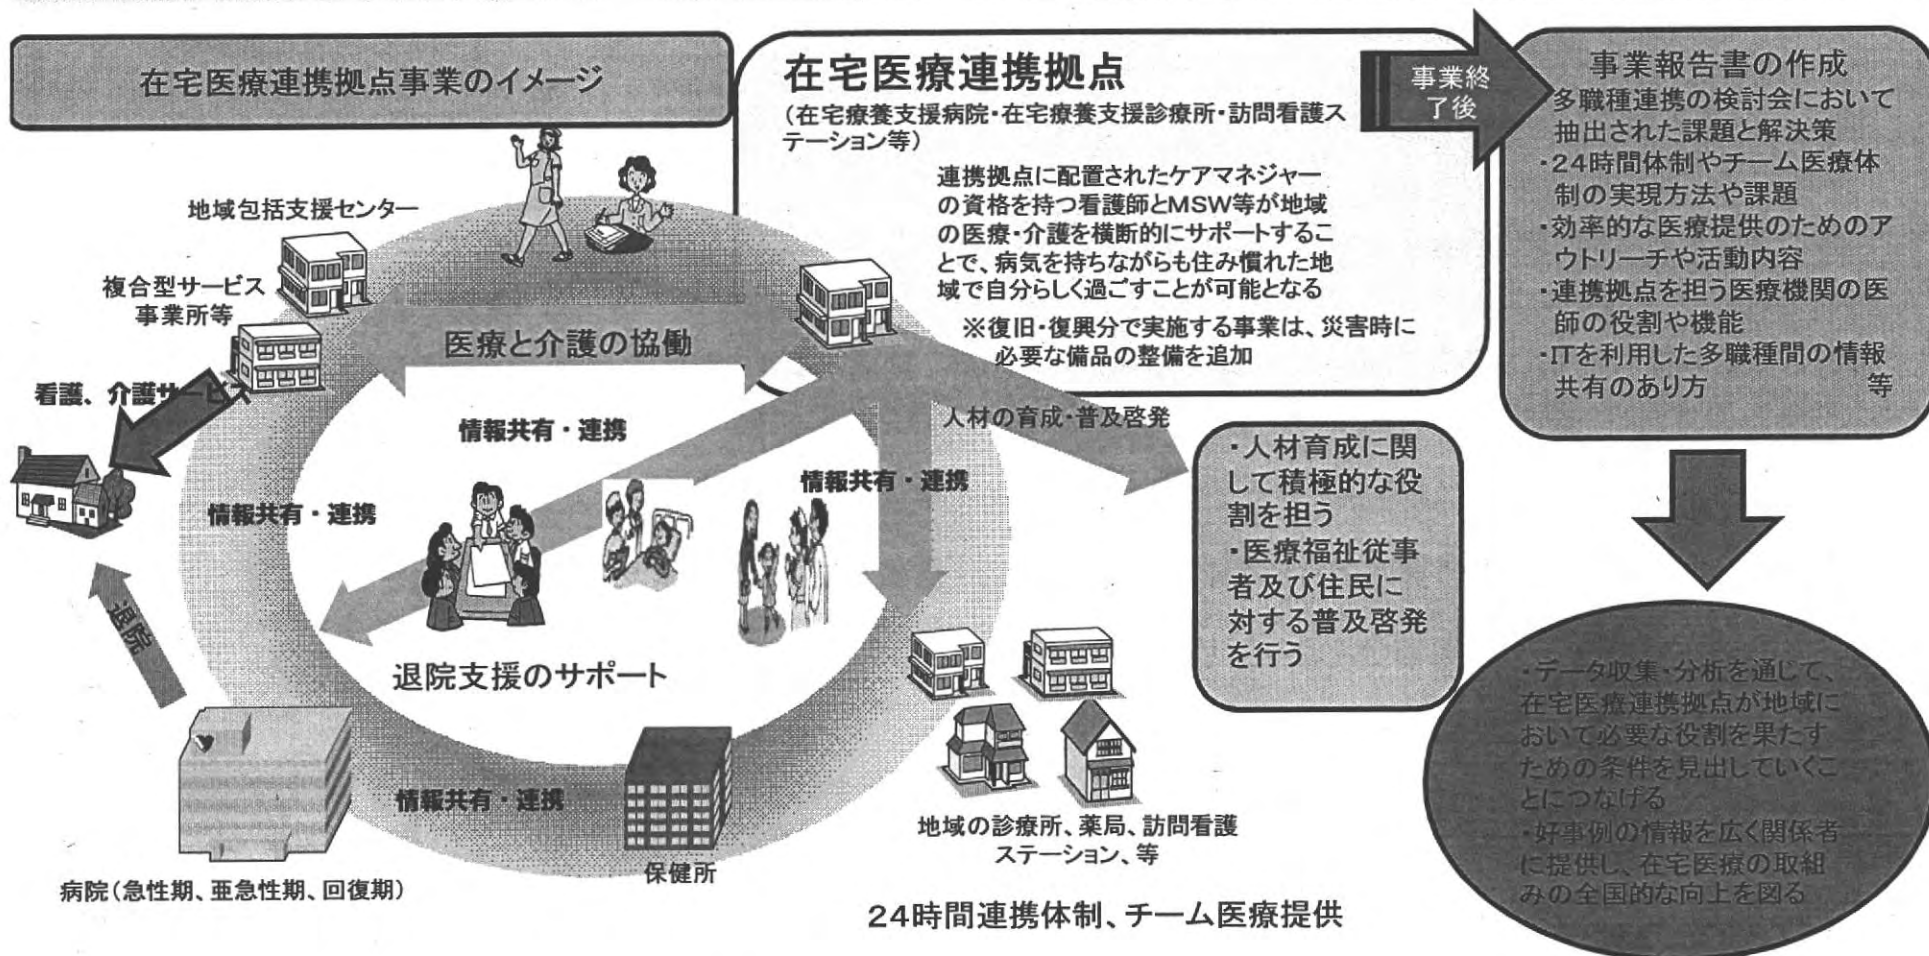 在宅医療連携拠点事業のイメージ
在宅医療連携拠点
(在宅療養支援病院・在宅療養支援診療所・訪問看護ス
テーション等)
連携拠点に配置されたケアマネジャー
の資格を持つ看護師とMSW等が地域
の医療・介護を横断的にサポートするこ
とで、病気を持ちながらも住み慣れた地
域で自分らしく過ごすことが可能となる
※復旧・復興分で実施する事業は、災害時に
必要な備品の整備を追加
事業終
了後
事業報告書の作成
・多職種連携の検討会において
抽出された課題と解決策
・24時間体制やチーム医療体
制の実現方法や課題
・効率的な医療提供のためのア
ウトリーチや活動内容
・連携拠点を担う医療機関の医
師の役割や機能
・ITを利用した多職種間の情報
共有のあり方 等
地域包括支援センター
複合型サービス
事業所等
医療と介護の協働
看護、介護サービス
情報共有・連携
人材の育成・普及啓発
情報共有・連携
情報共有・連携
・人材育成に関
して積極的な役
割を担う
・医療福祉従事
者及び住民に
対する普及啓発
を行う
退院
退院支援のサポート
・データ収集・分析を通じて、
在宅医療連携拠点が地域に
おいて必要な役割を果たす
ための条件を見出していくこ
とにつなげる
・好事例の情報を広く関係者
に提供し、在宅医療の取組
みの全国的な向上を図る
情報共有・連携
地域の診療所、薬局、訪問看護
ステーション、等
保健所
病院(急性期、亜急性期、回復期)
24時間連携体制、チーム医療提供